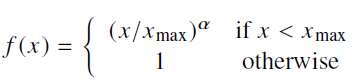 f(x) = { (x/x_max)^α if x < x_max
1 otherwise